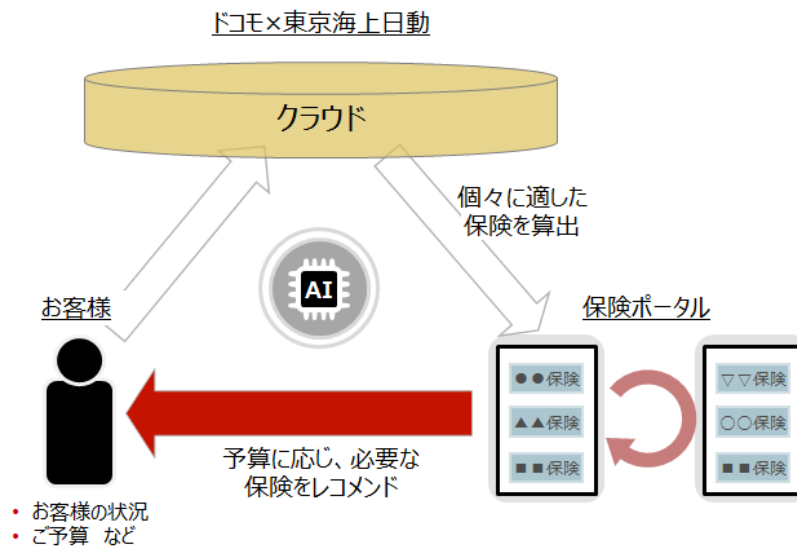 ドコモ×東京海上日動
クラウド
個々に適した
保険を算出
AI
お客様
保険ポータル
●●保険
▲▲保険
■■保険
▽▽保険
〇〇保険
■■保険
予算に応じ、必要な
保険をレコメンド
• お客様の状況
• ご予算 など